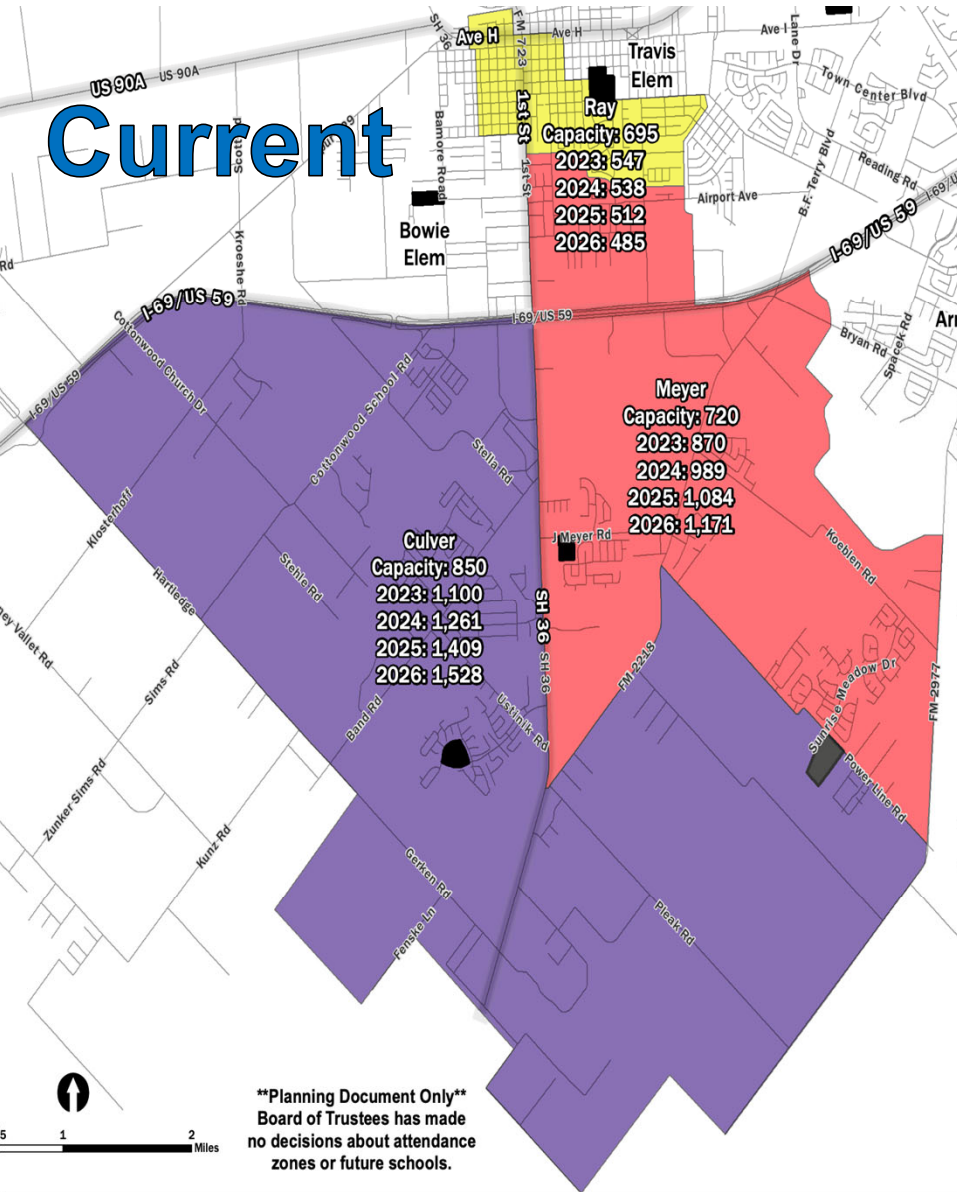 Current
SH 36
FM 723
Ave H
Ave H
Ave I
Lane Dr
US 90A
US 90A
Travis
Elem
Town Center Blvd
1st St
1st St
Bamore Road
Ray
Capacity: 695
2023: 547
2024: 538
2025: 512
2026: 485
B.F. Terry Blvd
Reading Rd
Airport Ave
I-69/US 59
Bowie
Elem
Kroeshe Rd
Rd
I-69/US 59
I-69/US 59
I-69/US 59
Cottonwood Church Dr
Cottonwood School Rd
Bryan Rd
Spacek Rd
Meyer
Capacity: 720
2023: 870
2024: 989
2025: 1,084
2026: 1,171
Stella Rd
Klosterhoff
J Meyer Rd
Koeblen Rd
Culver
Capacity: 850
2023: 1,100
2024: 1,261
2025: 1,409
2026: 1,528
Stehle Rd
Hartledge
SH 36
SH 36
FM 2218
ney Vallet Rd
Sims Rd
Band Rd
Ustinik Rd
Sunrise Meadow Dr
FM 2977
Power Line Rd
Zunker Sims Rd
Kunz Rd
Gerken Rd
Fenske Ln
Pleak Rd
**Planning Document Only**
Board of Trustees has made
no decisions about attendance
zones or future schools.
5 1 2
Miles